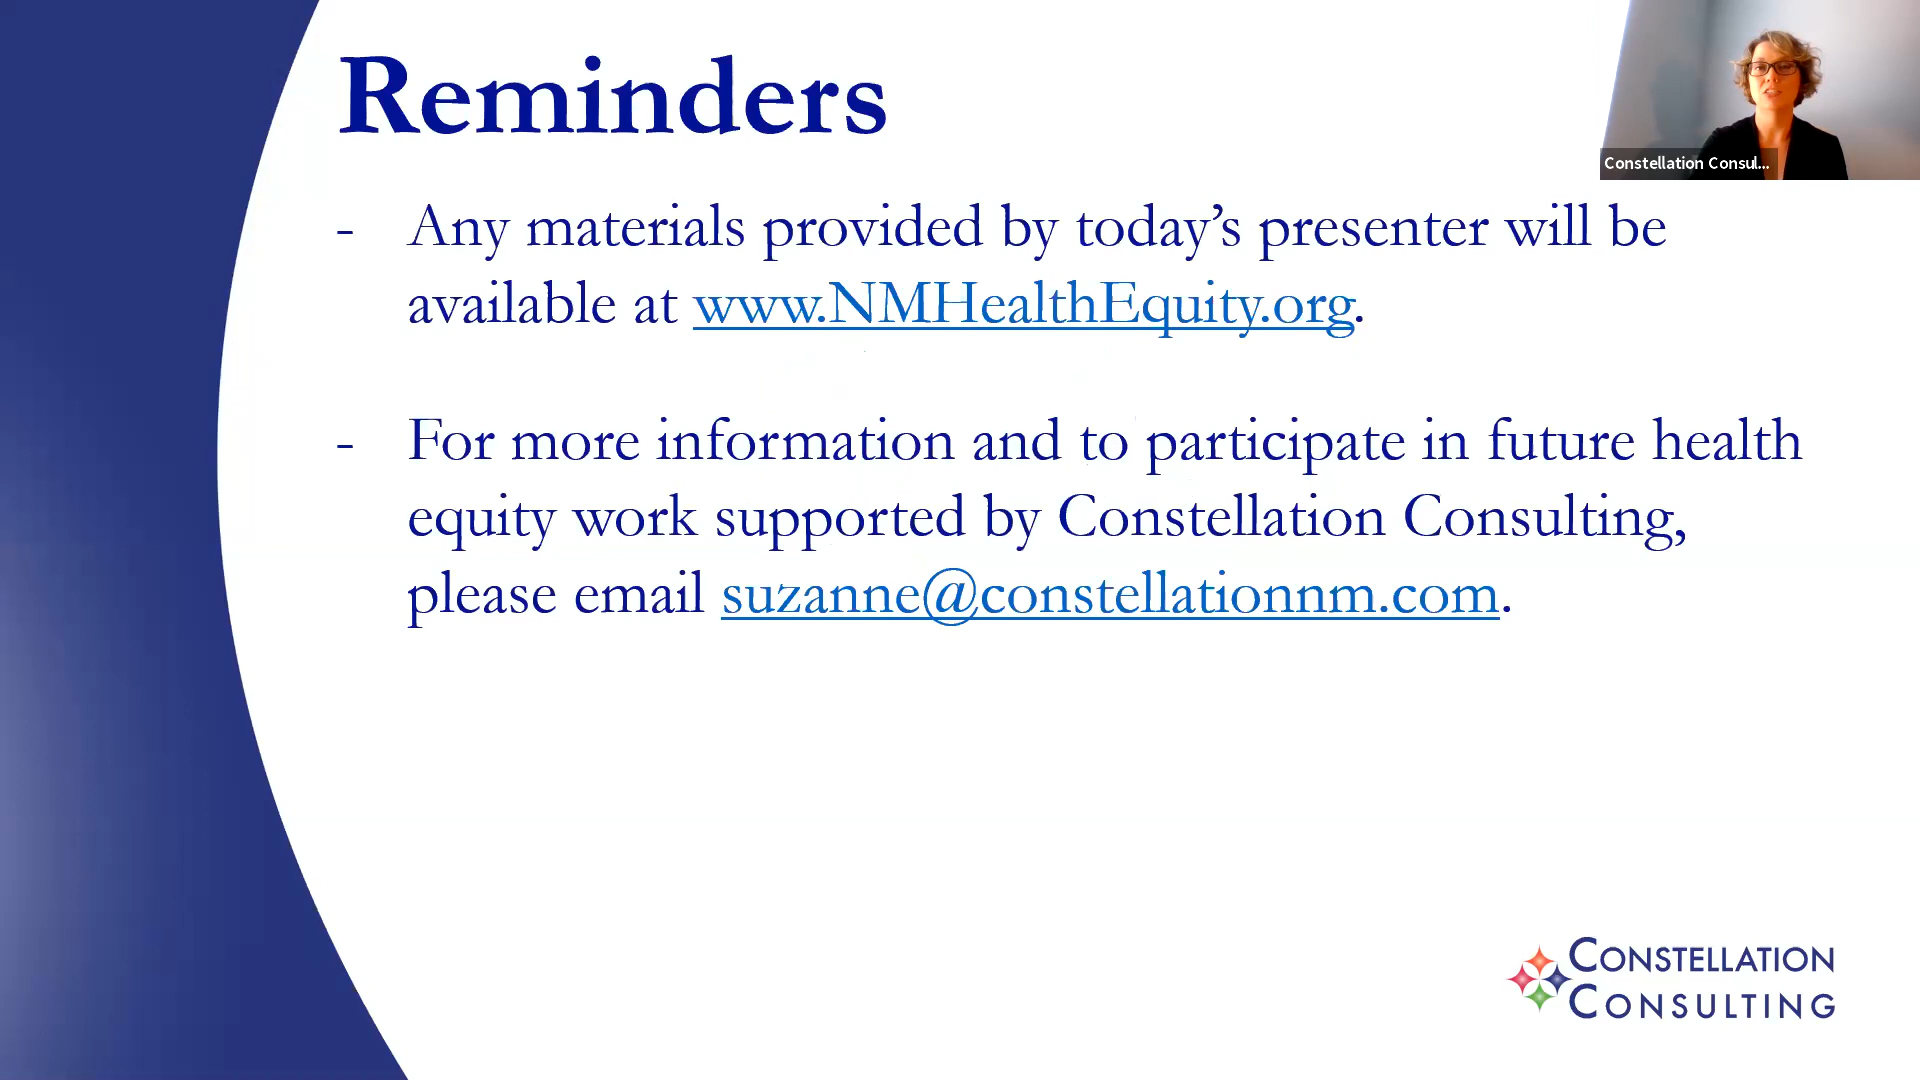 Reminders
Constellation Consul...
- Any materials provided by today’s presenter will be
available at www.NMHealthEquity.org.
- For more information and to participate in future health
equity work supported by Constellation Consulting,
please email suzanne@constellationnm.com.
CONSTELLATION
CONSULTING